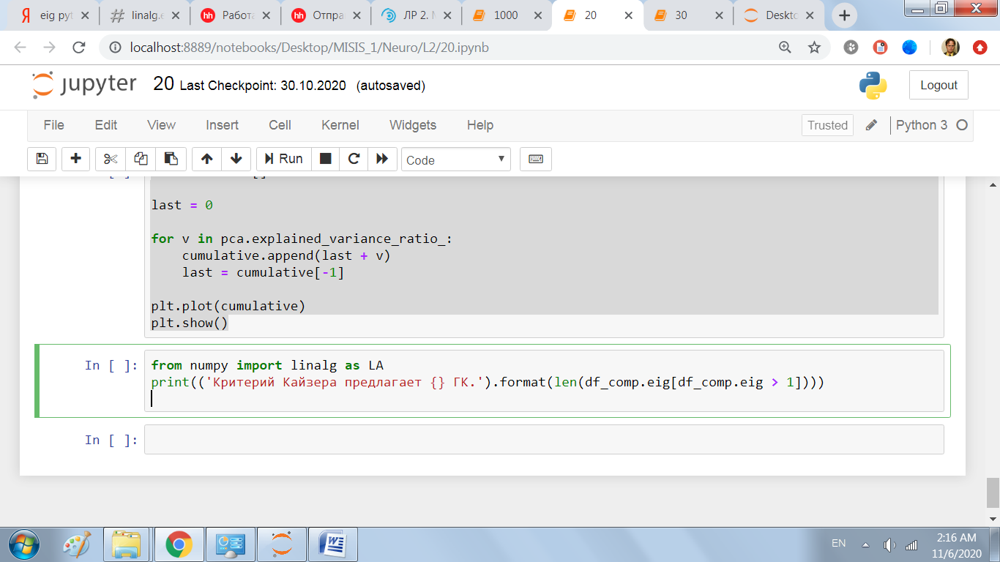 eig pyt
linalg.e
Работа
Отпра
ЛР 2. М
1000
20
30
Deskto
localhost:8889/notebooks/Desktop/MISIS_1/Neuro/L2/20.ipynb
jupyter 20 Last Checkpoint: 30.10.2020 (autosaved)
Logout
File Edit View Insert Cell Kernel Widgets Help
Trusted
Python 3
Run
Code
last = 0
for v in pca.explained_variance_ratio_:
cumulative.append(last + v)
last = cumulative[-1]
plt.plot(cumulative)
plt.show()
In [ ]: from numpy import linalg as LA
print(('Критерий Кайзера предлагает {} ГК.').format(len(df_comp.eig[df_comp.eig > 1])))
In [ ]:
EN
2:16 AM
11/6/2020